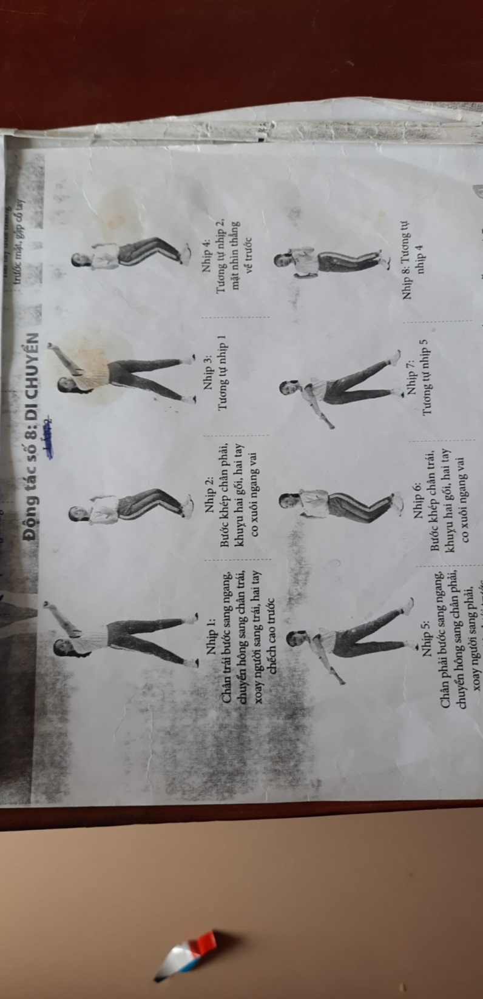 trước mặt, gập cổ tay
Động tác số 8: DI CHUYỂN
Nhịp 1:
Chân trái bước sang ngang,
chuyển hông sang chân trái,
xoay người sang trái, hai tay
chếch cao trước
Nhịp 2:
Bước khép chân phải,
khuỵu hai gối, hai tay
co xuôi ngang vai
Nhịp 3:
Tương tự nhịp 1
Nhịp 4:
Tương tự nhịp 2,
mặt nhìn thẳng
về trước
Nhịp 5:
Chân phải bước sang ngang,
chuyển hông sang chân phải,
xoay người sang phải,
Nhịp 6:
Bước khép chân trái,
khuỵu hai gối, hai tay
co xuôi ngang vai
Nhịp 7:
Tương tự nhịp 5
Nhịp 8: Tương tự
nhịp 4